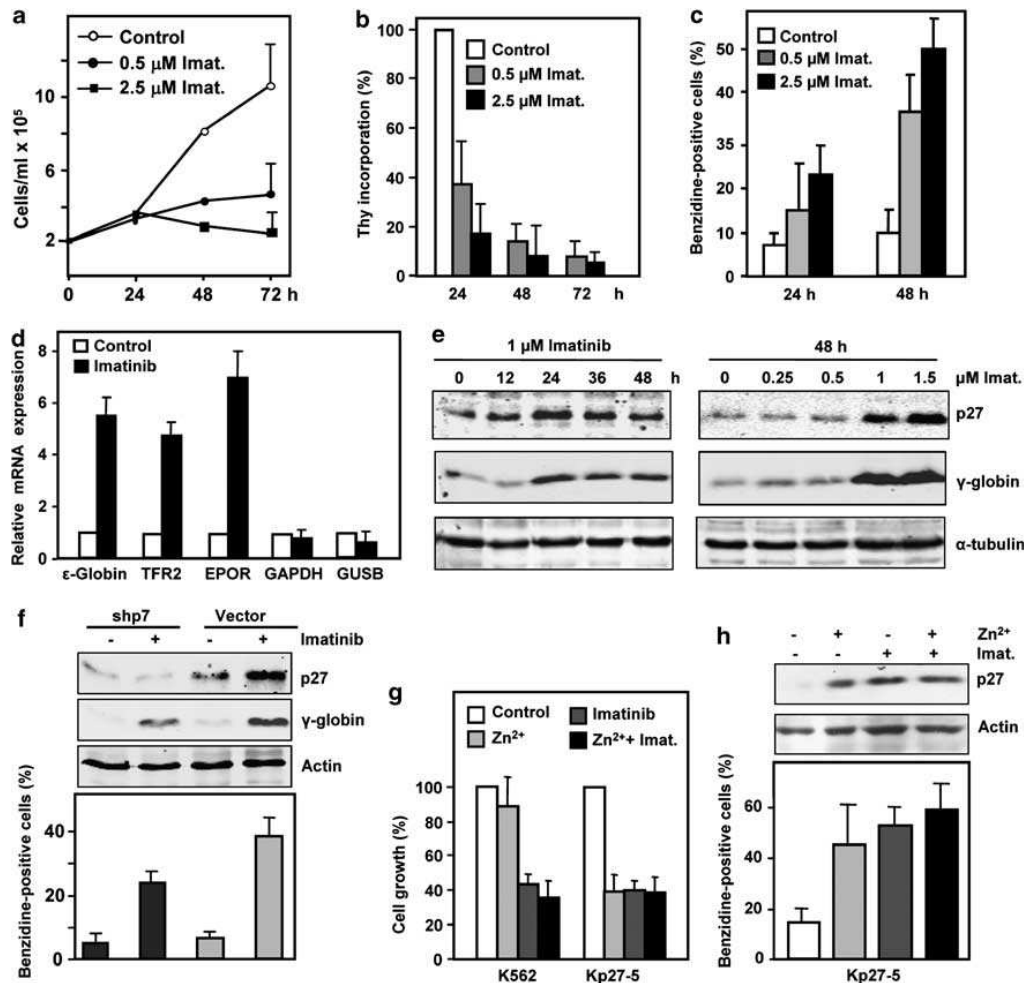 a
Control
0.5 µM Imat.
2.5 µM Imat.
Cells/ml x 10⁵
10
6
4
2
0 24 48 72 h
b
Control
0.5 µM Imat.
2.5 µM Imat.
Thy incorporation (%)
100
80
60
40
20
0
24 48 72 h
c
Control
0.5 µM Imat.
2.5 µM Imat.
Benzidine-positive cells (%)
50
35
20
10
0
24 h 48 h
d
Control
Imatinib
Relative mRNA expression
8
6
4
2
0
ε-Globin TFR2 EPOR GAPDH GUSB
e
1 µM Imatinib 48 h
0 12 24 36 48 h 0 0.25 0.5 1 1.5 µM Imat.
p27
γ-globin
α-tubulin
f
shp7 Vector
- + - + Imatinib
p27
γ-globin
Actin
Benzidine-positive cells (%)
40
20
0
g
Control Imatinib
Zn²⁺ Zn²⁺+ Imat.
Cell growth (%)
100
80
60
40
20
0
K562 Kp27-5
h
- + - + Zn²⁺
- - + + Imat.
p27
Actin
Benzidine-positive cells (%)
80
60
40
20
0
Kp27-5